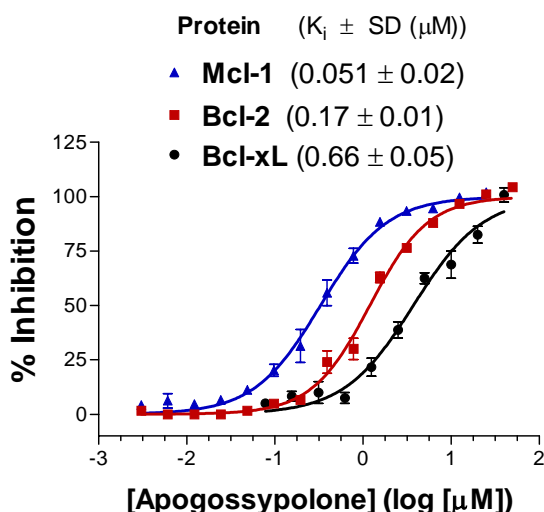 Protein (Ki ± SD (μM))
Mcl-1 (0.051 ± 0.02)
Bcl-2 (0.17 ± 0.01)
Bcl-xL (0.66 ± 0.05)
125
100
75
50
25
0
% Inhibition
-3 -2 -1 0 1 2
[Apogossypolone] (log [μM])